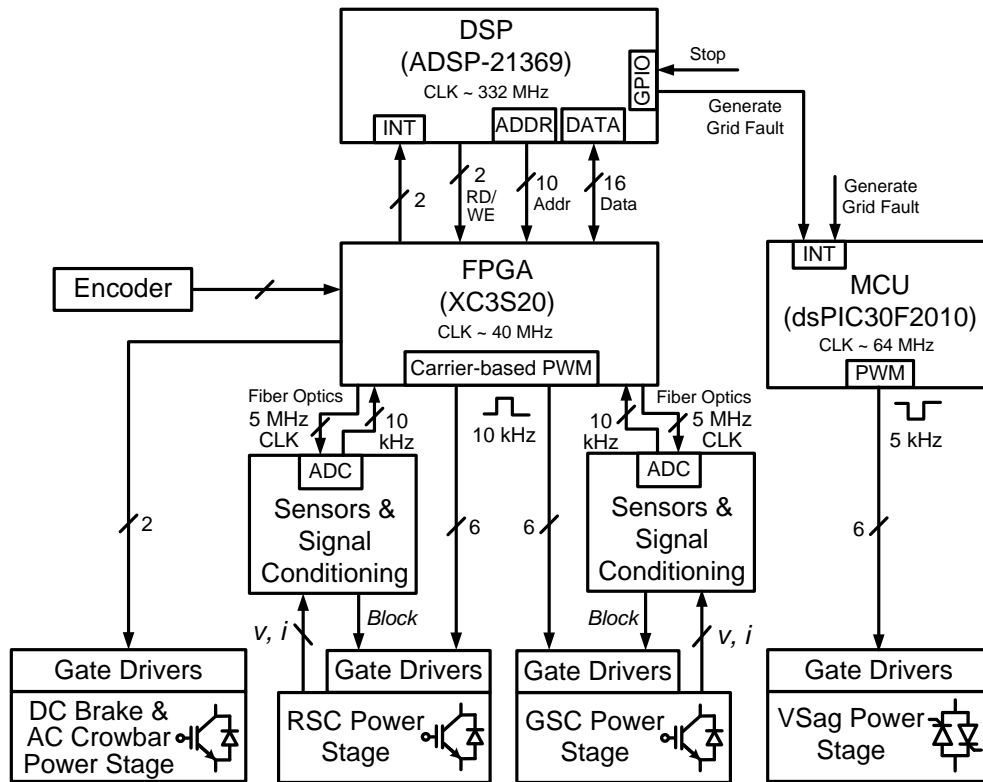 DSP
(ADSP-21369)
CLK ~ 332 MHz
GPIO
Stop
Generate
Grid Fault
INT
ADDR
DATA
2
2
RD/
WE
10
Addr
16
Data
Generate
Grid Fault
Encoder
FPGA
(XC3S20)
CLK ~ 40 MHz
Carrier-based PWM
INT
MCU
(dsPIC30F2010)
CLK ~ 64 MHz
PWM
Fiber Optics
5 MHz
CLK
10
kHz
10 kHz
10
kHz
Fiber Optics
5 MHz
CLK
5 kHz
ADC
Sensors &
Signal
Conditioning
ADC
Sensors &
Signal
Conditioning
2
6
6
6
v, i
Block
Block
v, i
Gate Drivers
DC Brake &
AC Crowbar
Power Stage
Gate Drivers
RSC Power
Stage
Gate Drivers
GSC Power
Stage
Gate Drivers
VSag Power
Stage